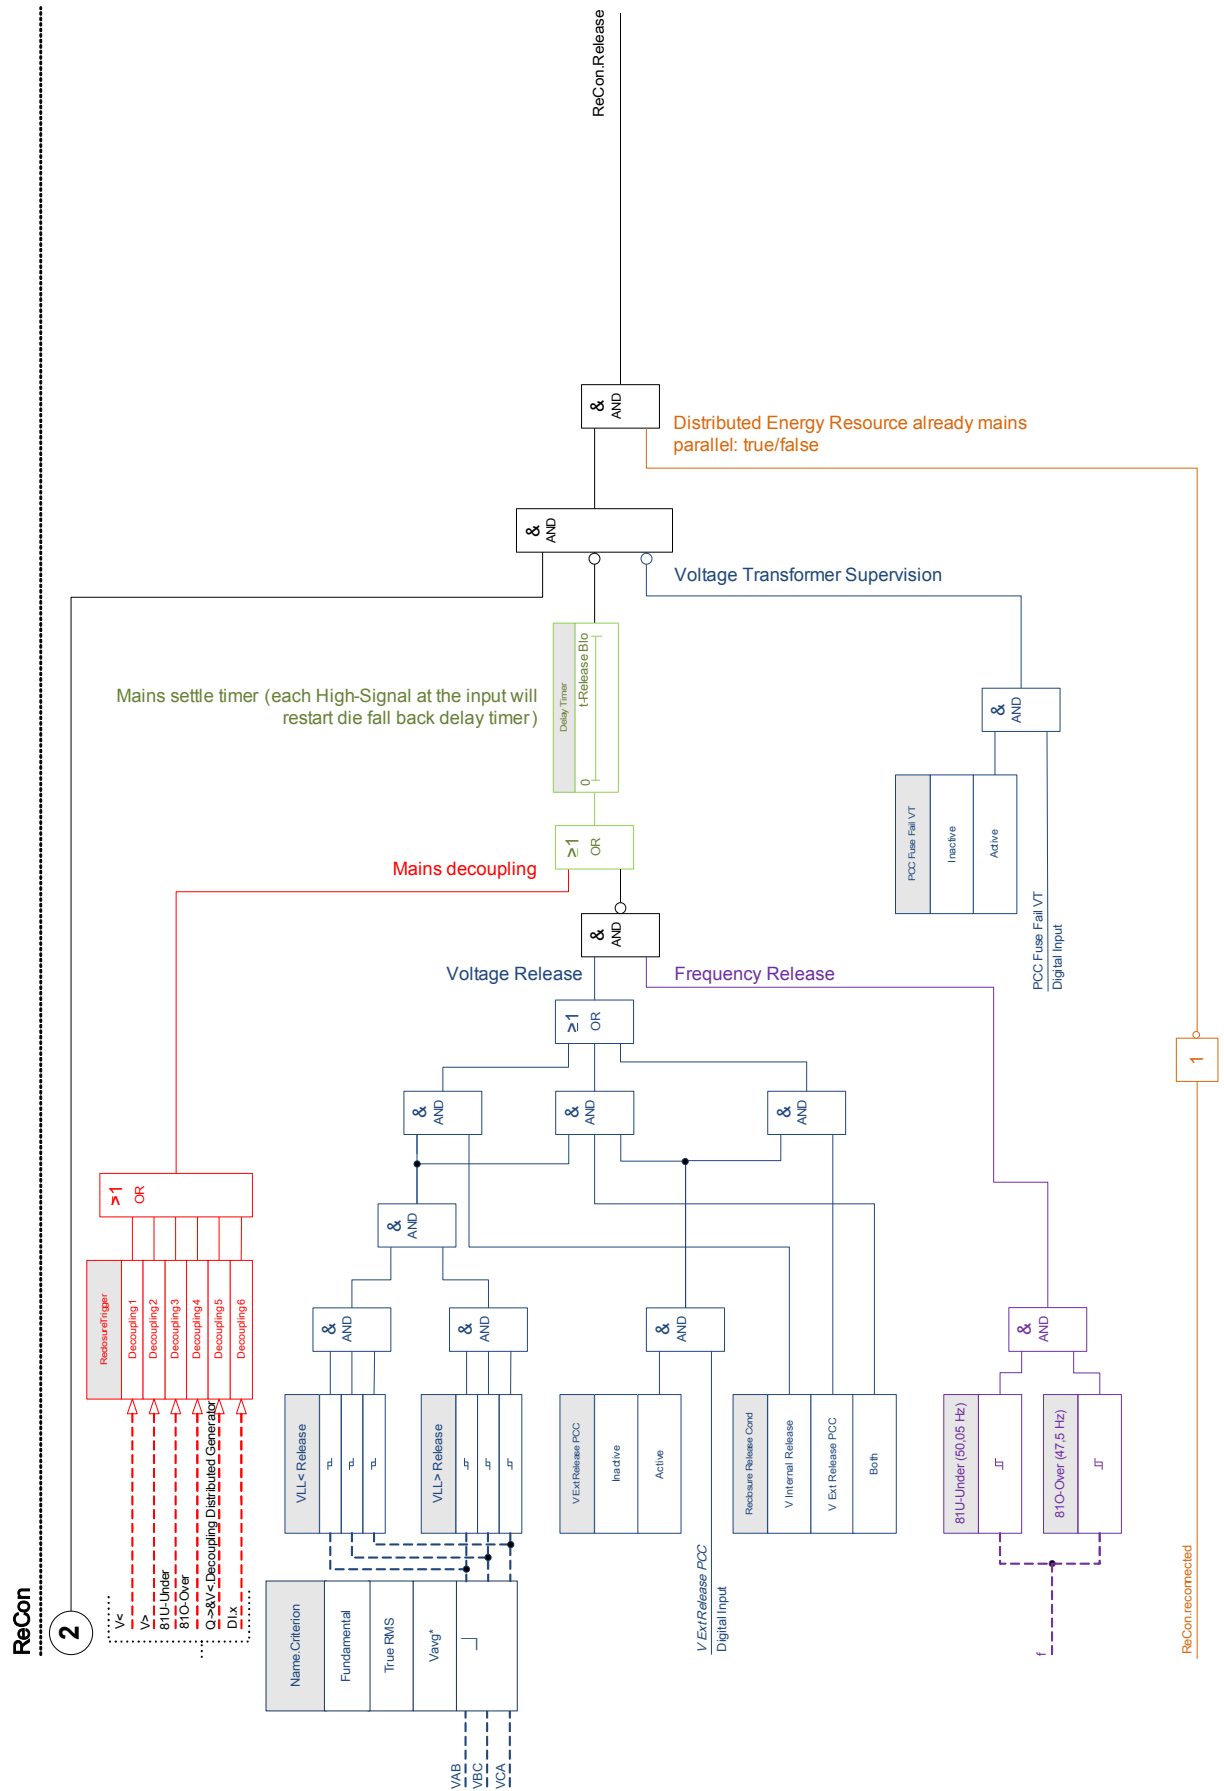 ReCon
2
V<
V>
81U-Under
81O-Over
Q->&V<.Decoupling Distributed Generator
DI.x
ReclosureTrigger
Decoupling1
Decoupling2
Decoupling3
Decoupling4
Decoupling5
Decoupling6
≥1
OR
Mains decoupling
Mains settle timer (each High-Signal at the input will
restart die fall back delay timer)
Name.Criterion
Fundamental
True RMS
Vavg*
VAB
VBC
VCA
VLL< Release
VLL> Release
&
AND
&
AND
&
AND
&
AND
&
AND
&
AND
≥1
OR
Voltage Release
&
AND
≥1
OR
Delay Timer
0
t-Release Blo
&
AND
&
AND
ReCon.Release
V Ext Release PCC
Inactive
Active
V Ext Release PCC
Digital Input
&
AND
Reclosure Release Cond
V Internal Release
V Ext Release PCC
Both
Frequency Release
81U-Under (50,05 Hz)
81O-Over (47,5 Hz)
f
&
AND
PCC Fuse Fail VT
Inactive
Active
PCC Fuse Fail VT
Digital Input
&
AND
Voltage Transformer Supervision
Distributed Energy Resource already mains
parallel: true/false
ReCon.reconnected
1